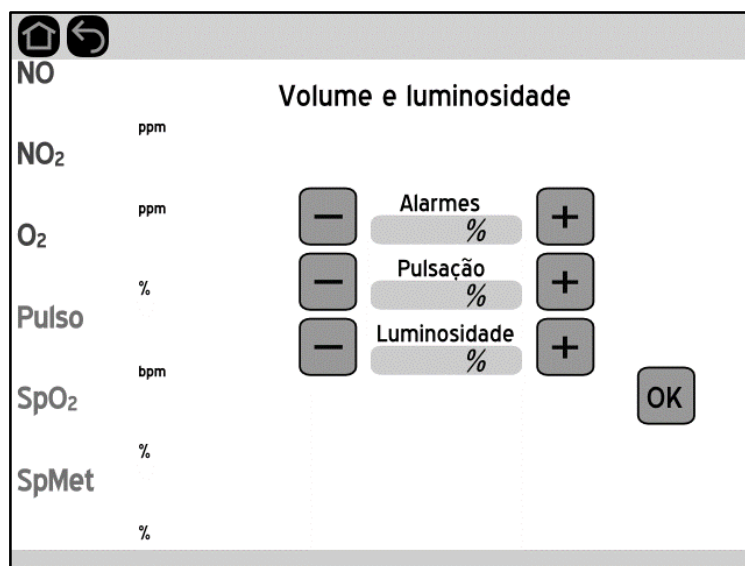 NO
ppm
NO₂
ppm
O₂
%
Pulso
bpm
SpO₂
%
SpMet
%
Volume e luminosidade
− Alarmes +
%
− Pulsação +
%
− Luminosidade +
%
OK